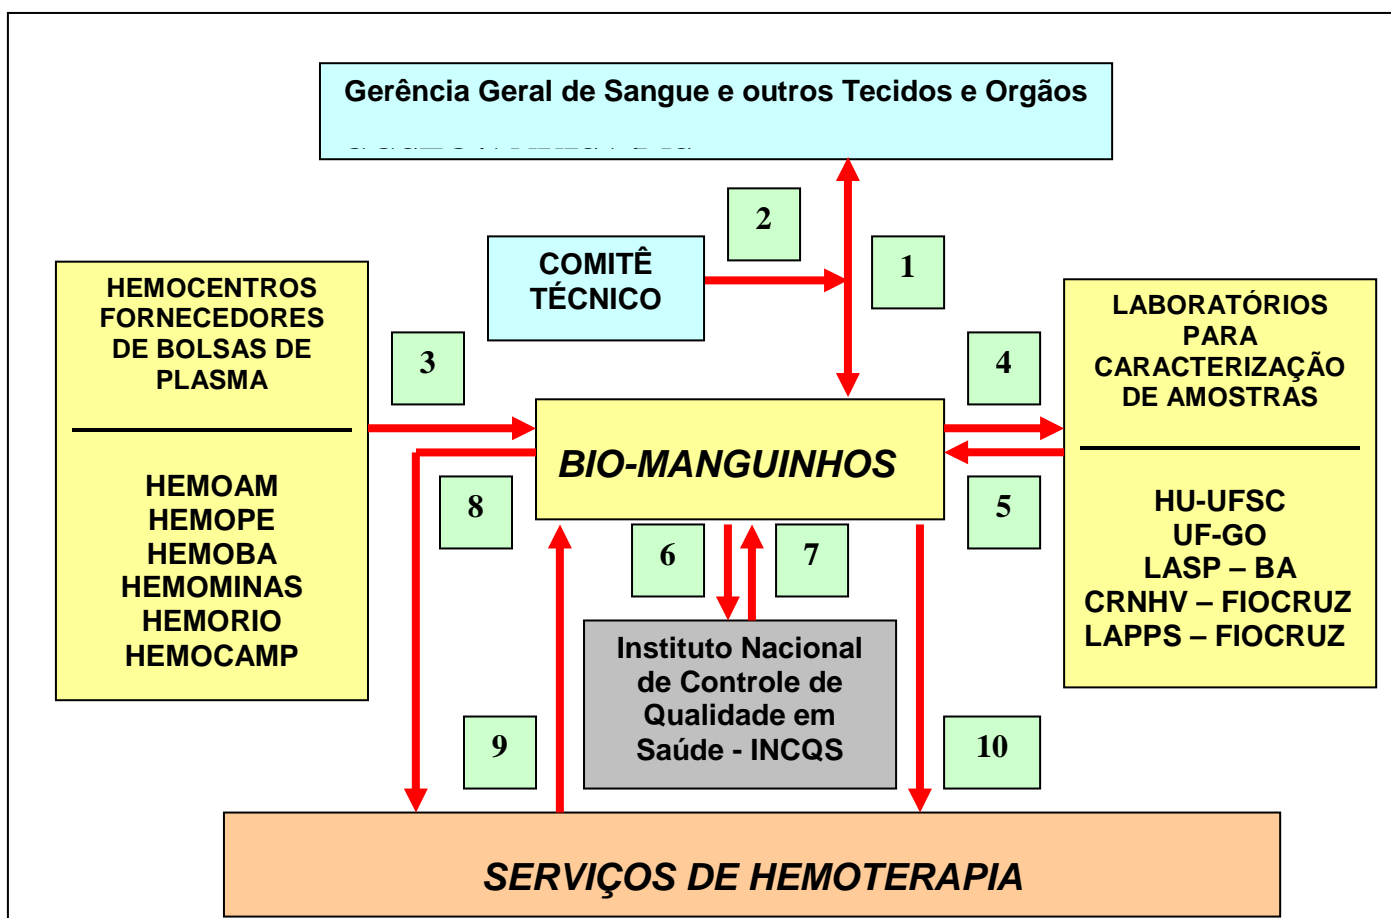 Gerência Geral de Sangue e outros Tecidos e Orgãos
2
COMITÊ
TÉCNICO
1
HEMOCENTROS
FORNECEDORES
DE BOLSAS DE
PLASMA
HEMOAM
HEMOPE
HEMOBA
HEMOMINAS
HEMORIO
HEMOCAMP
3
4
LABORATÓRIOS
PARA
CARACTERIZAÇÃO
DE AMOSTRAS
HU-UFSC
UF-GO
LASP – BA
CRNHV – FIOCRUZ
LAPPS – FIOCRUZ
BIO-MANGUINHOS
8
5
6
7
Instituto Nacional
de Controle de
Qualidade em
Saúde - INCQS
9
10
SERVIÇOS DE HEMOTERAPIA